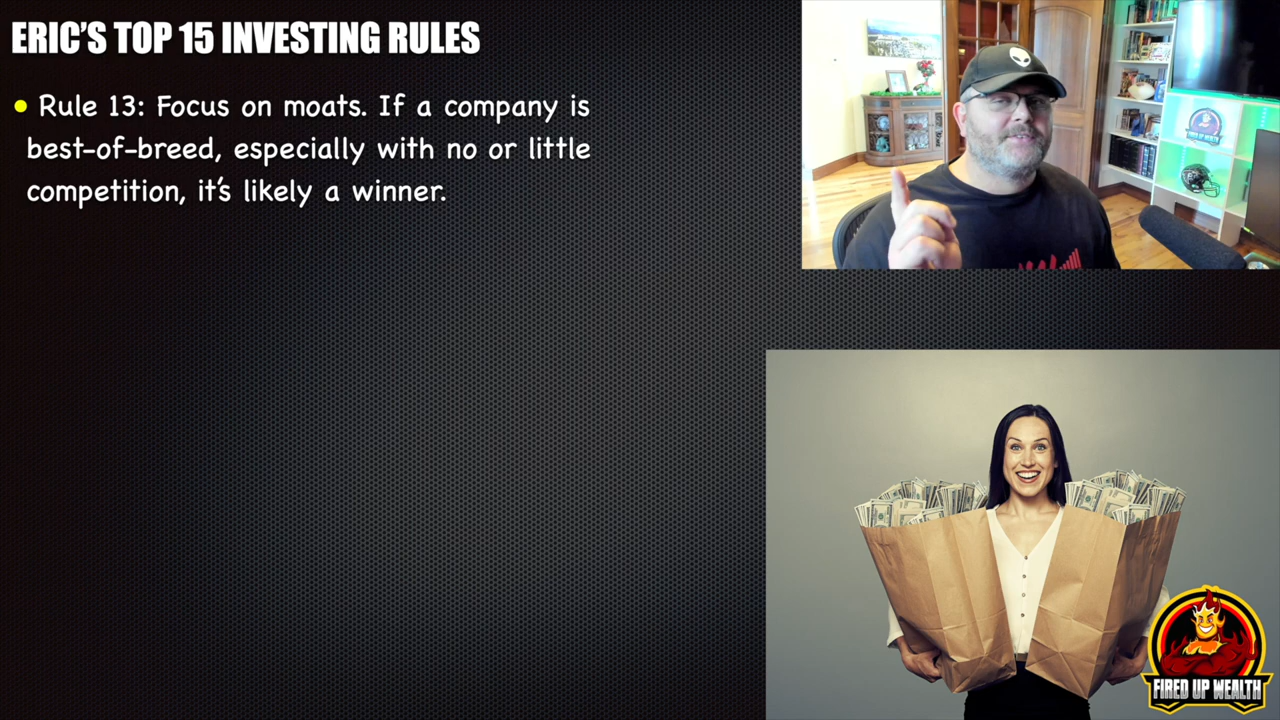 ERIC'S TOP 15 INVESTING RULES
Rule 13: Focus on moats. If a company is
best-of-breed, especially with no or little
competition, it's likely a winner.
FIRED UP WEALTH